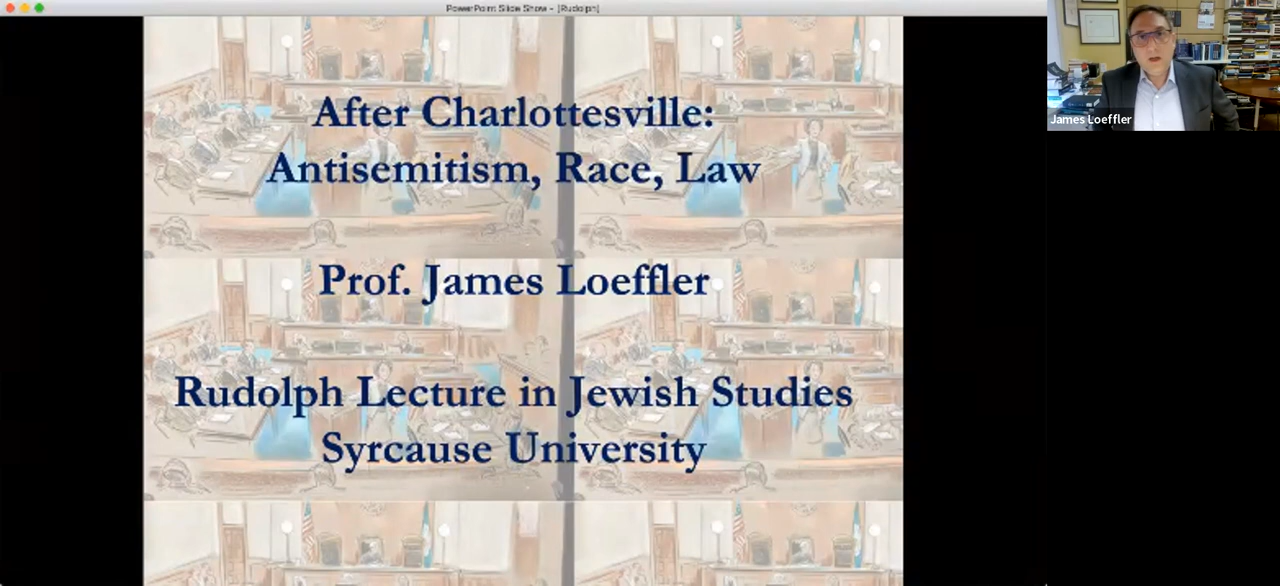 PowerPoint Slide Show - [Rudolph]
After Charlottesville:
Antisemitism, Race, Law
Prof. James Loeffler
Rudolph Lecture in Jewish Studies
Syrcause University
James Loeffler